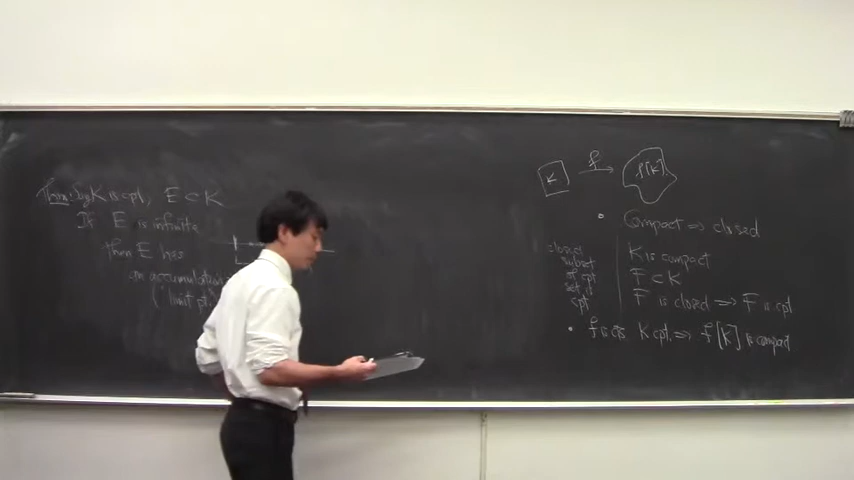 Thm: Sps K is cpt, E ⊂ K
If E is infinite
then E has
an accumulation
("limit pt"
K f f[K]
• Compact ⇒ closed
closed
subset
of cpt
set is
cpt
K is compact
F ⊂ K
F is closed ⇒ F is cpt
• f is cts K cpt ⇒ f[K] is compact